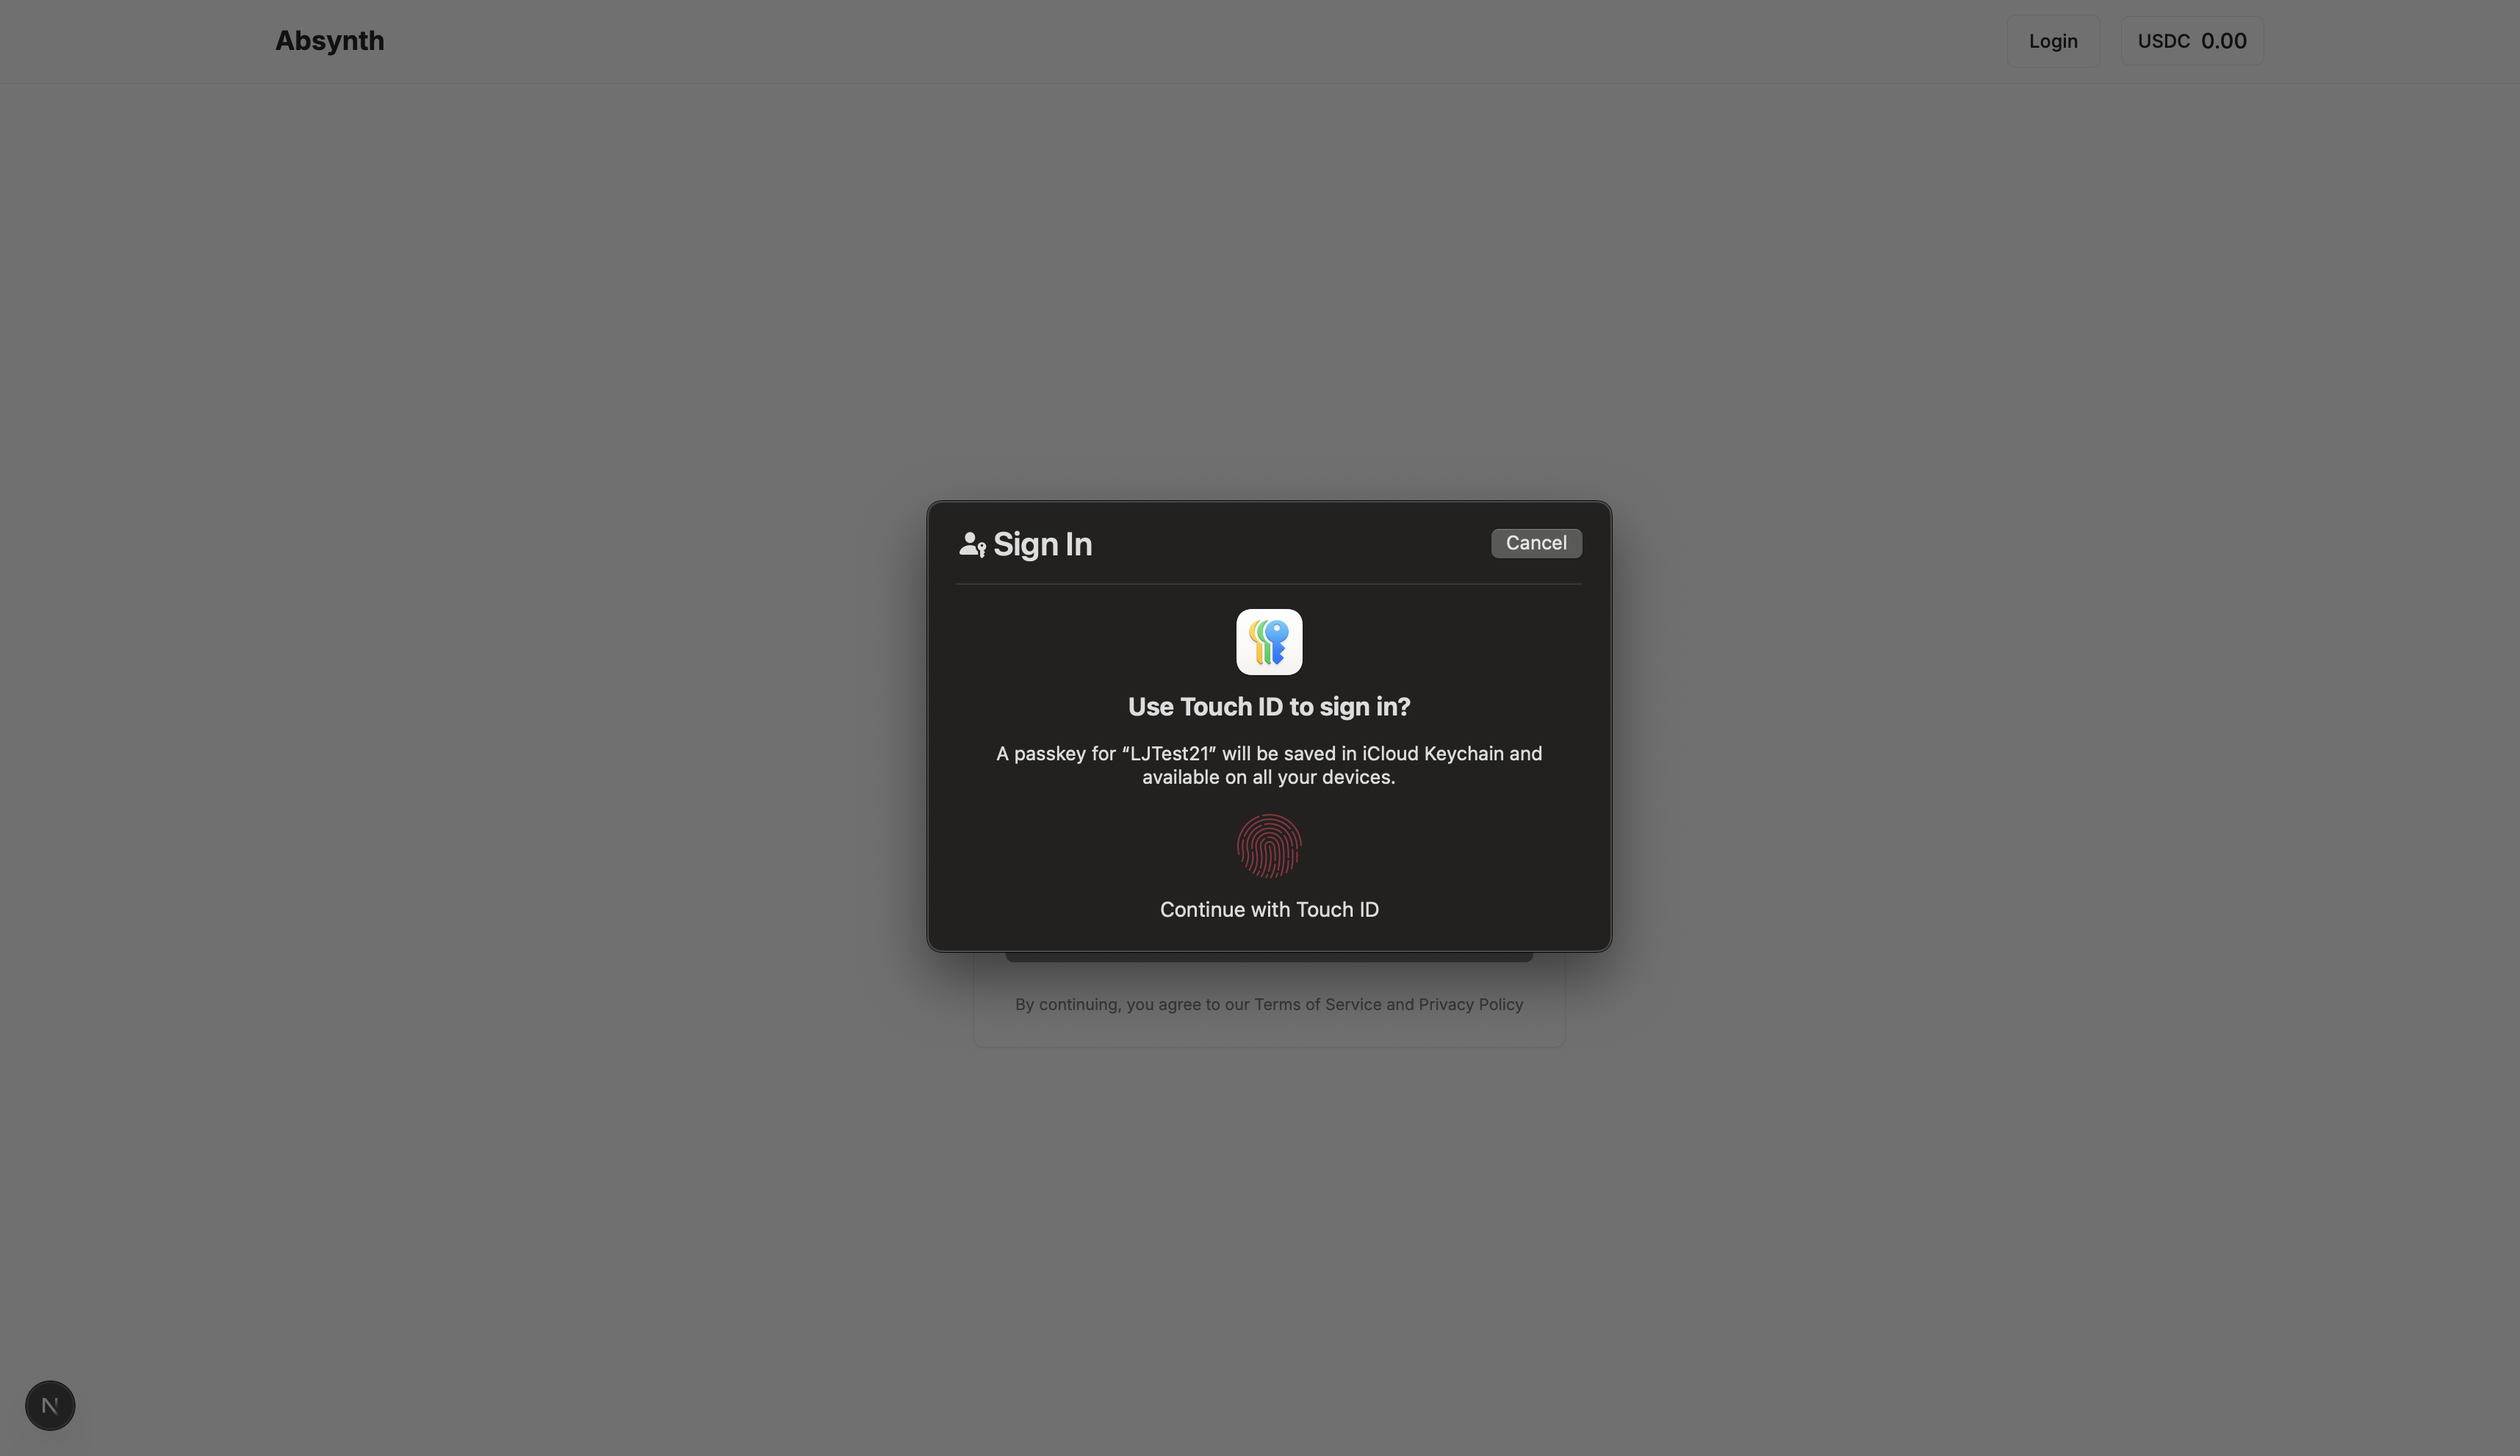 Absynth
Login
USDC 0.00
Sign In
Cancel
Use Touch ID to sign in?
A passkey for “LJTest21” will be saved in iCloud Keychain and
available on all your devices.
Continue with Touch ID
By continuing, you agree to our Terms of Service and Privacy Policy
N